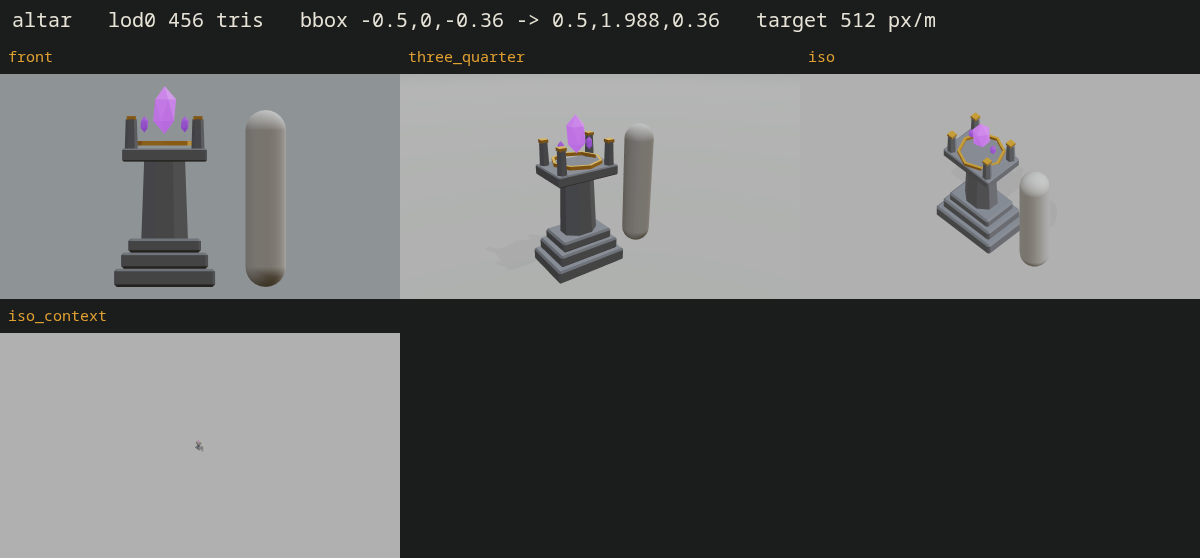 altar lod0 456 tris bbox -0.5,0,-0.36 -> 0.5,1.988,0.36 target 512 px/m
front three_quarter iso
iso_context